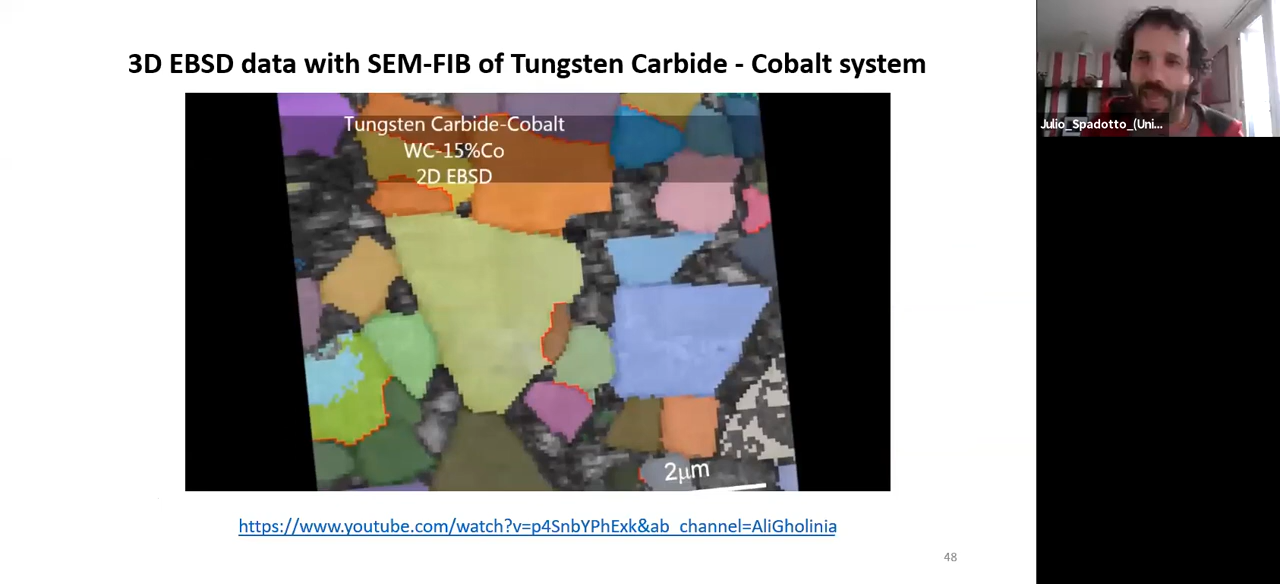 3D EBSD data with SEM-FIB of Tungsten Carbide - Cobalt system
Tungsten Carbide-Cobalt
WC-15%Co
2D EBSD
2μm
https://www.youtube.com/watch?v=p4SnbYPhExk&ab_channel=AliGholinia
48
Julio_Spadotto_(Uni...